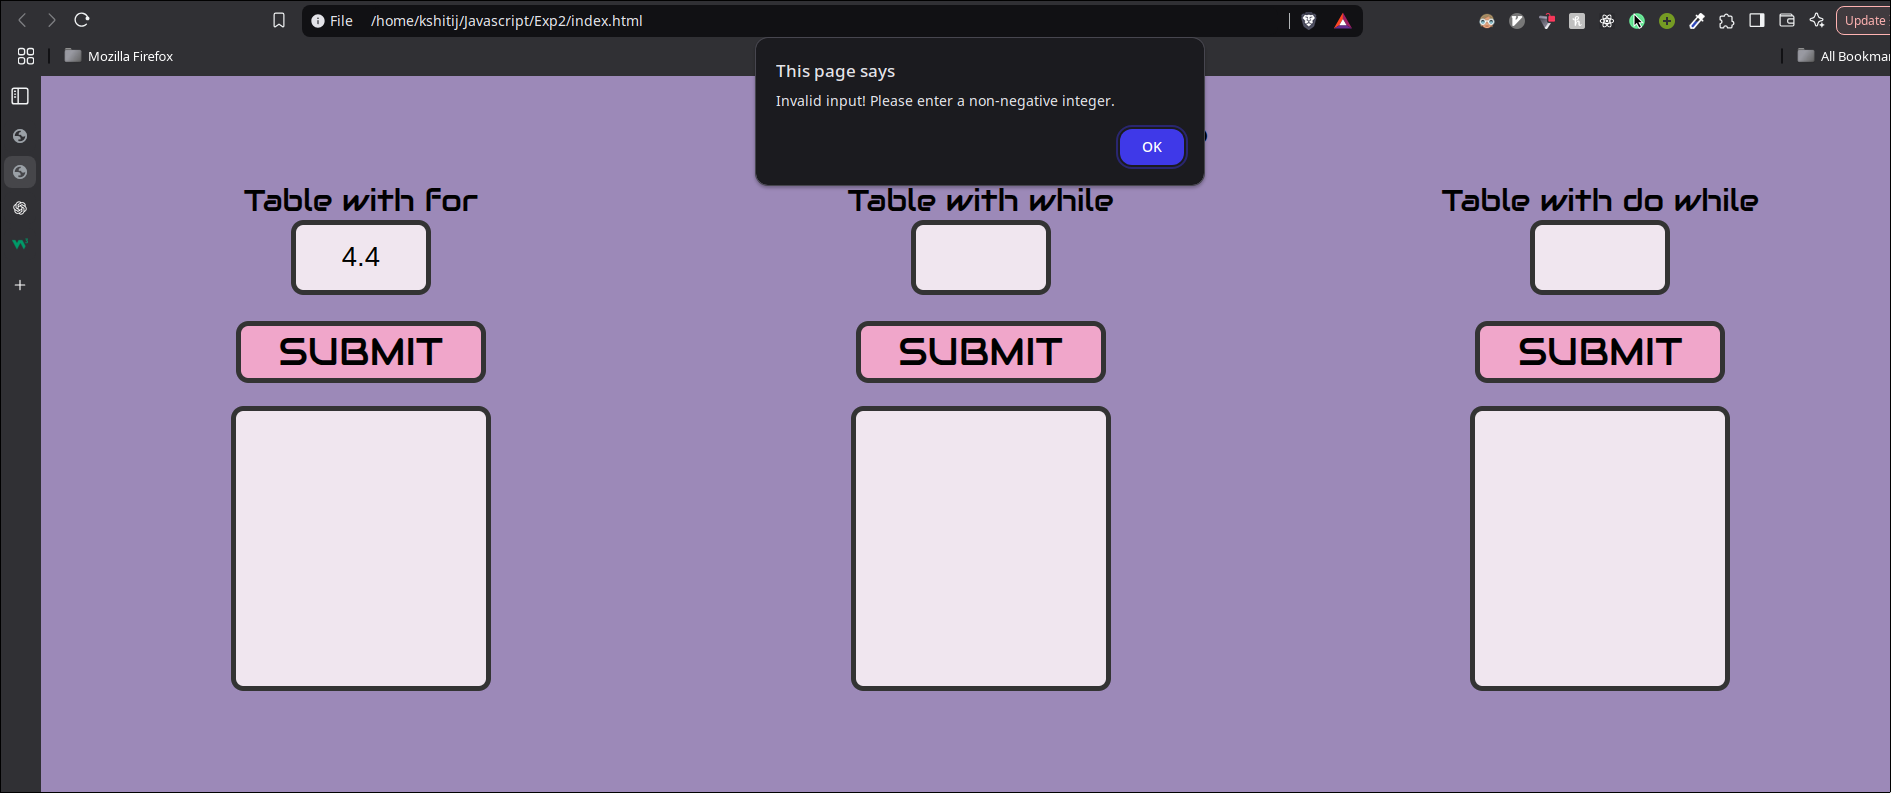 File /home/kshitij/Javascript/Exp2/index.html
Update
Mozilla Firefox
All Bookmar
This page says
Invalid input! Please enter a non-negative integer.
OK
Table with for
Table with while
Table with do while
4.4
SUBMIT
SUBMIT
SUBMIT